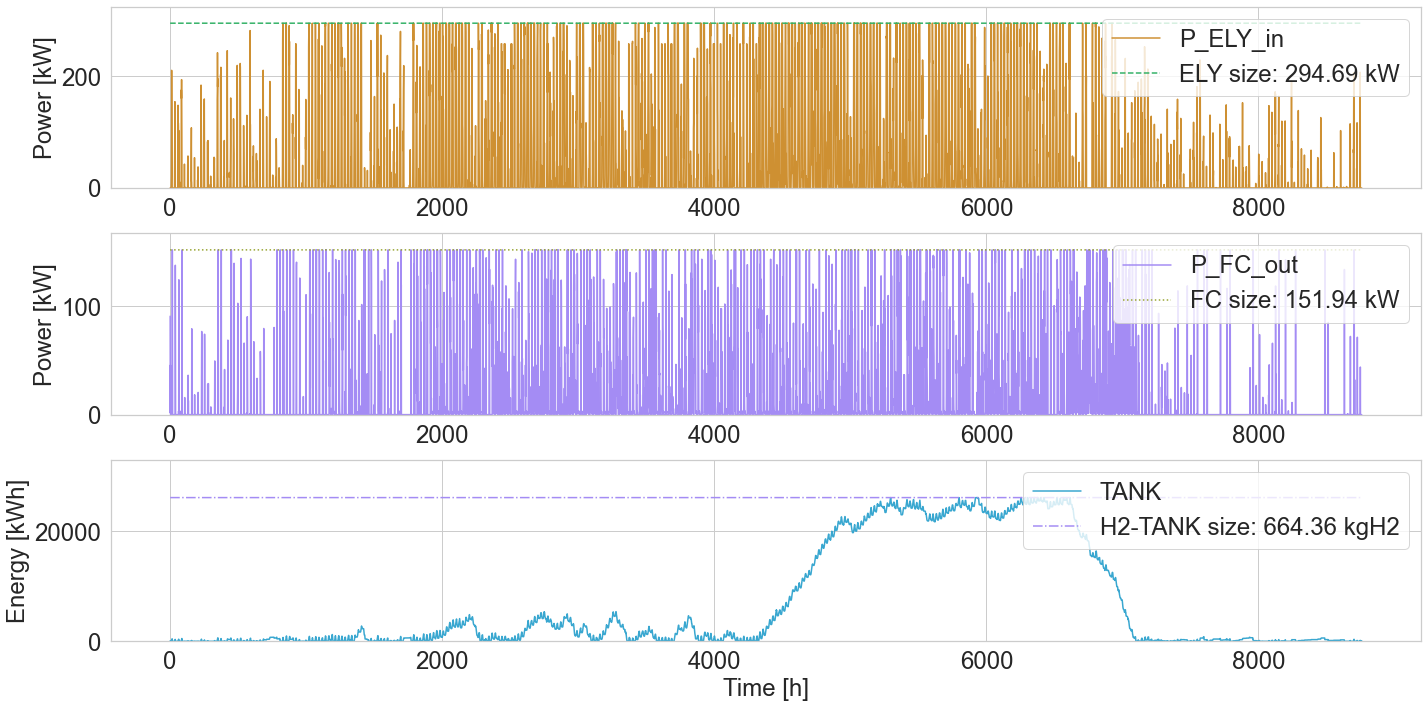 Power [kW]
200
0
P_ELY_in
ELY size: 294.69 kW
0 2000 4000 6000 8000
Power [kW]
100
0
P_FC_out
FC size: 151.94 kW
0 2000 4000 6000 8000
Energy [kWh]
20000
0
TANK
H2-TANK size: 664.36 kgH2
0 2000 4000 6000 8000
Time [h]